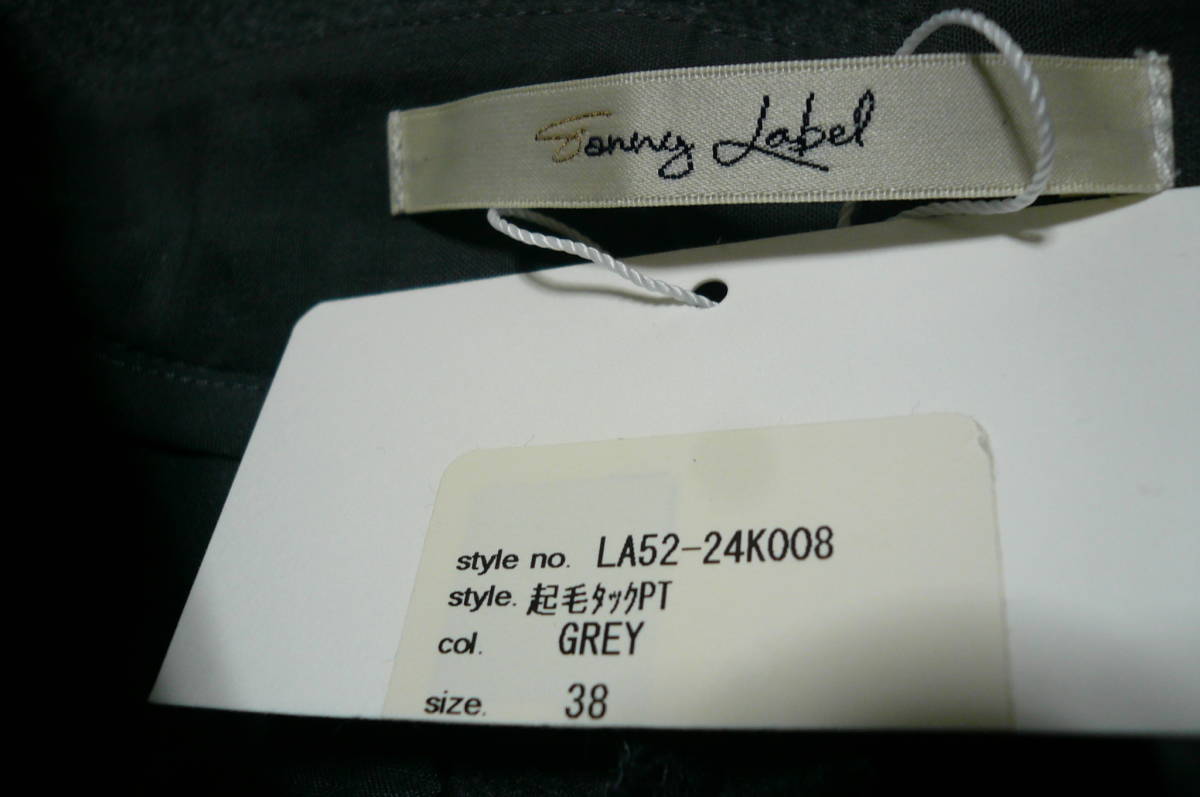 Sonny Label
style no. LA52-24K008
style. 起毛タックPT
col. GREY
size. 38